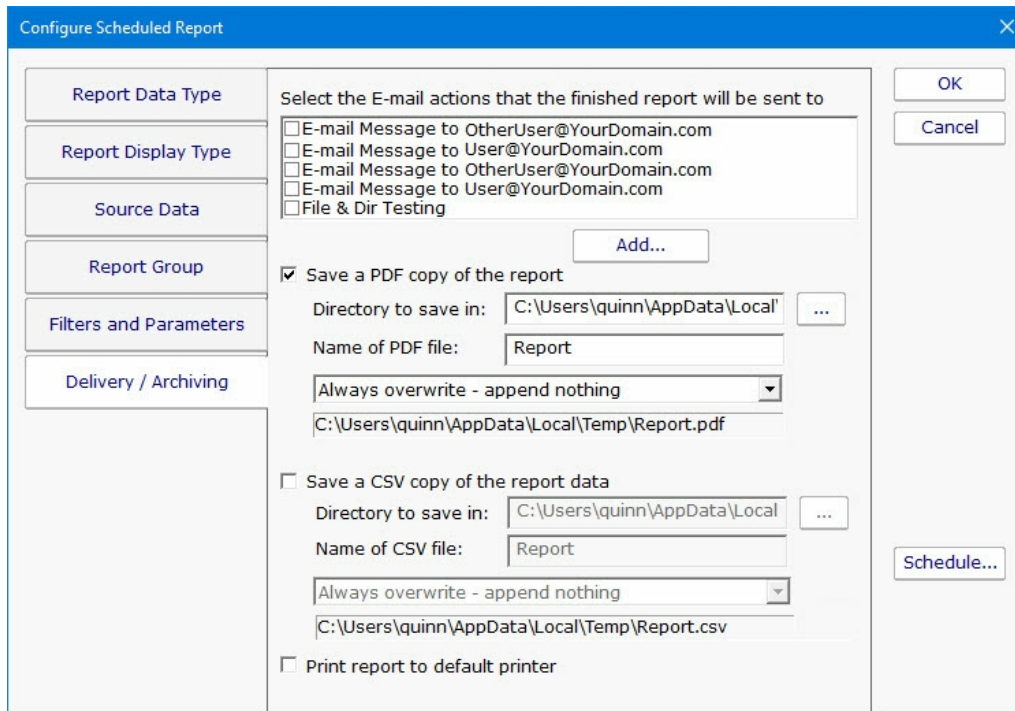 Configure Scheduled Report
Report Data Type
Report Display Type
Source Data
Report Group
Filters and Parameters
Delivery / Archiving
Select the E-mail actions that the finished report will be sent to
E-mail Message to OtherUser@YourDomain.com
E-mail Message to User@YourDomain.com
E-mail Message to OtherUser@YourDomain.com
E-mail Message to User@YourDomain.com
File & Dir Testing
Add...
Save a PDF copy of the report
Directory to save in: C:\Users\quinn\AppData\Local\ ...
Name of PDF file: Report
Always overwrite - append nothing
C:\Users\quinn\AppData\Local\Temp\Report.pdf
Save a CSV copy of the report data
Directory to save in: C:\Users\quinn\AppData\Local ...
Name of CSV file: Report
Always overwrite - append nothing
C:\Users\quinn\AppData\Local\Temp\Report.csv
Print report to default printer
OK
Cancel
Schedule...